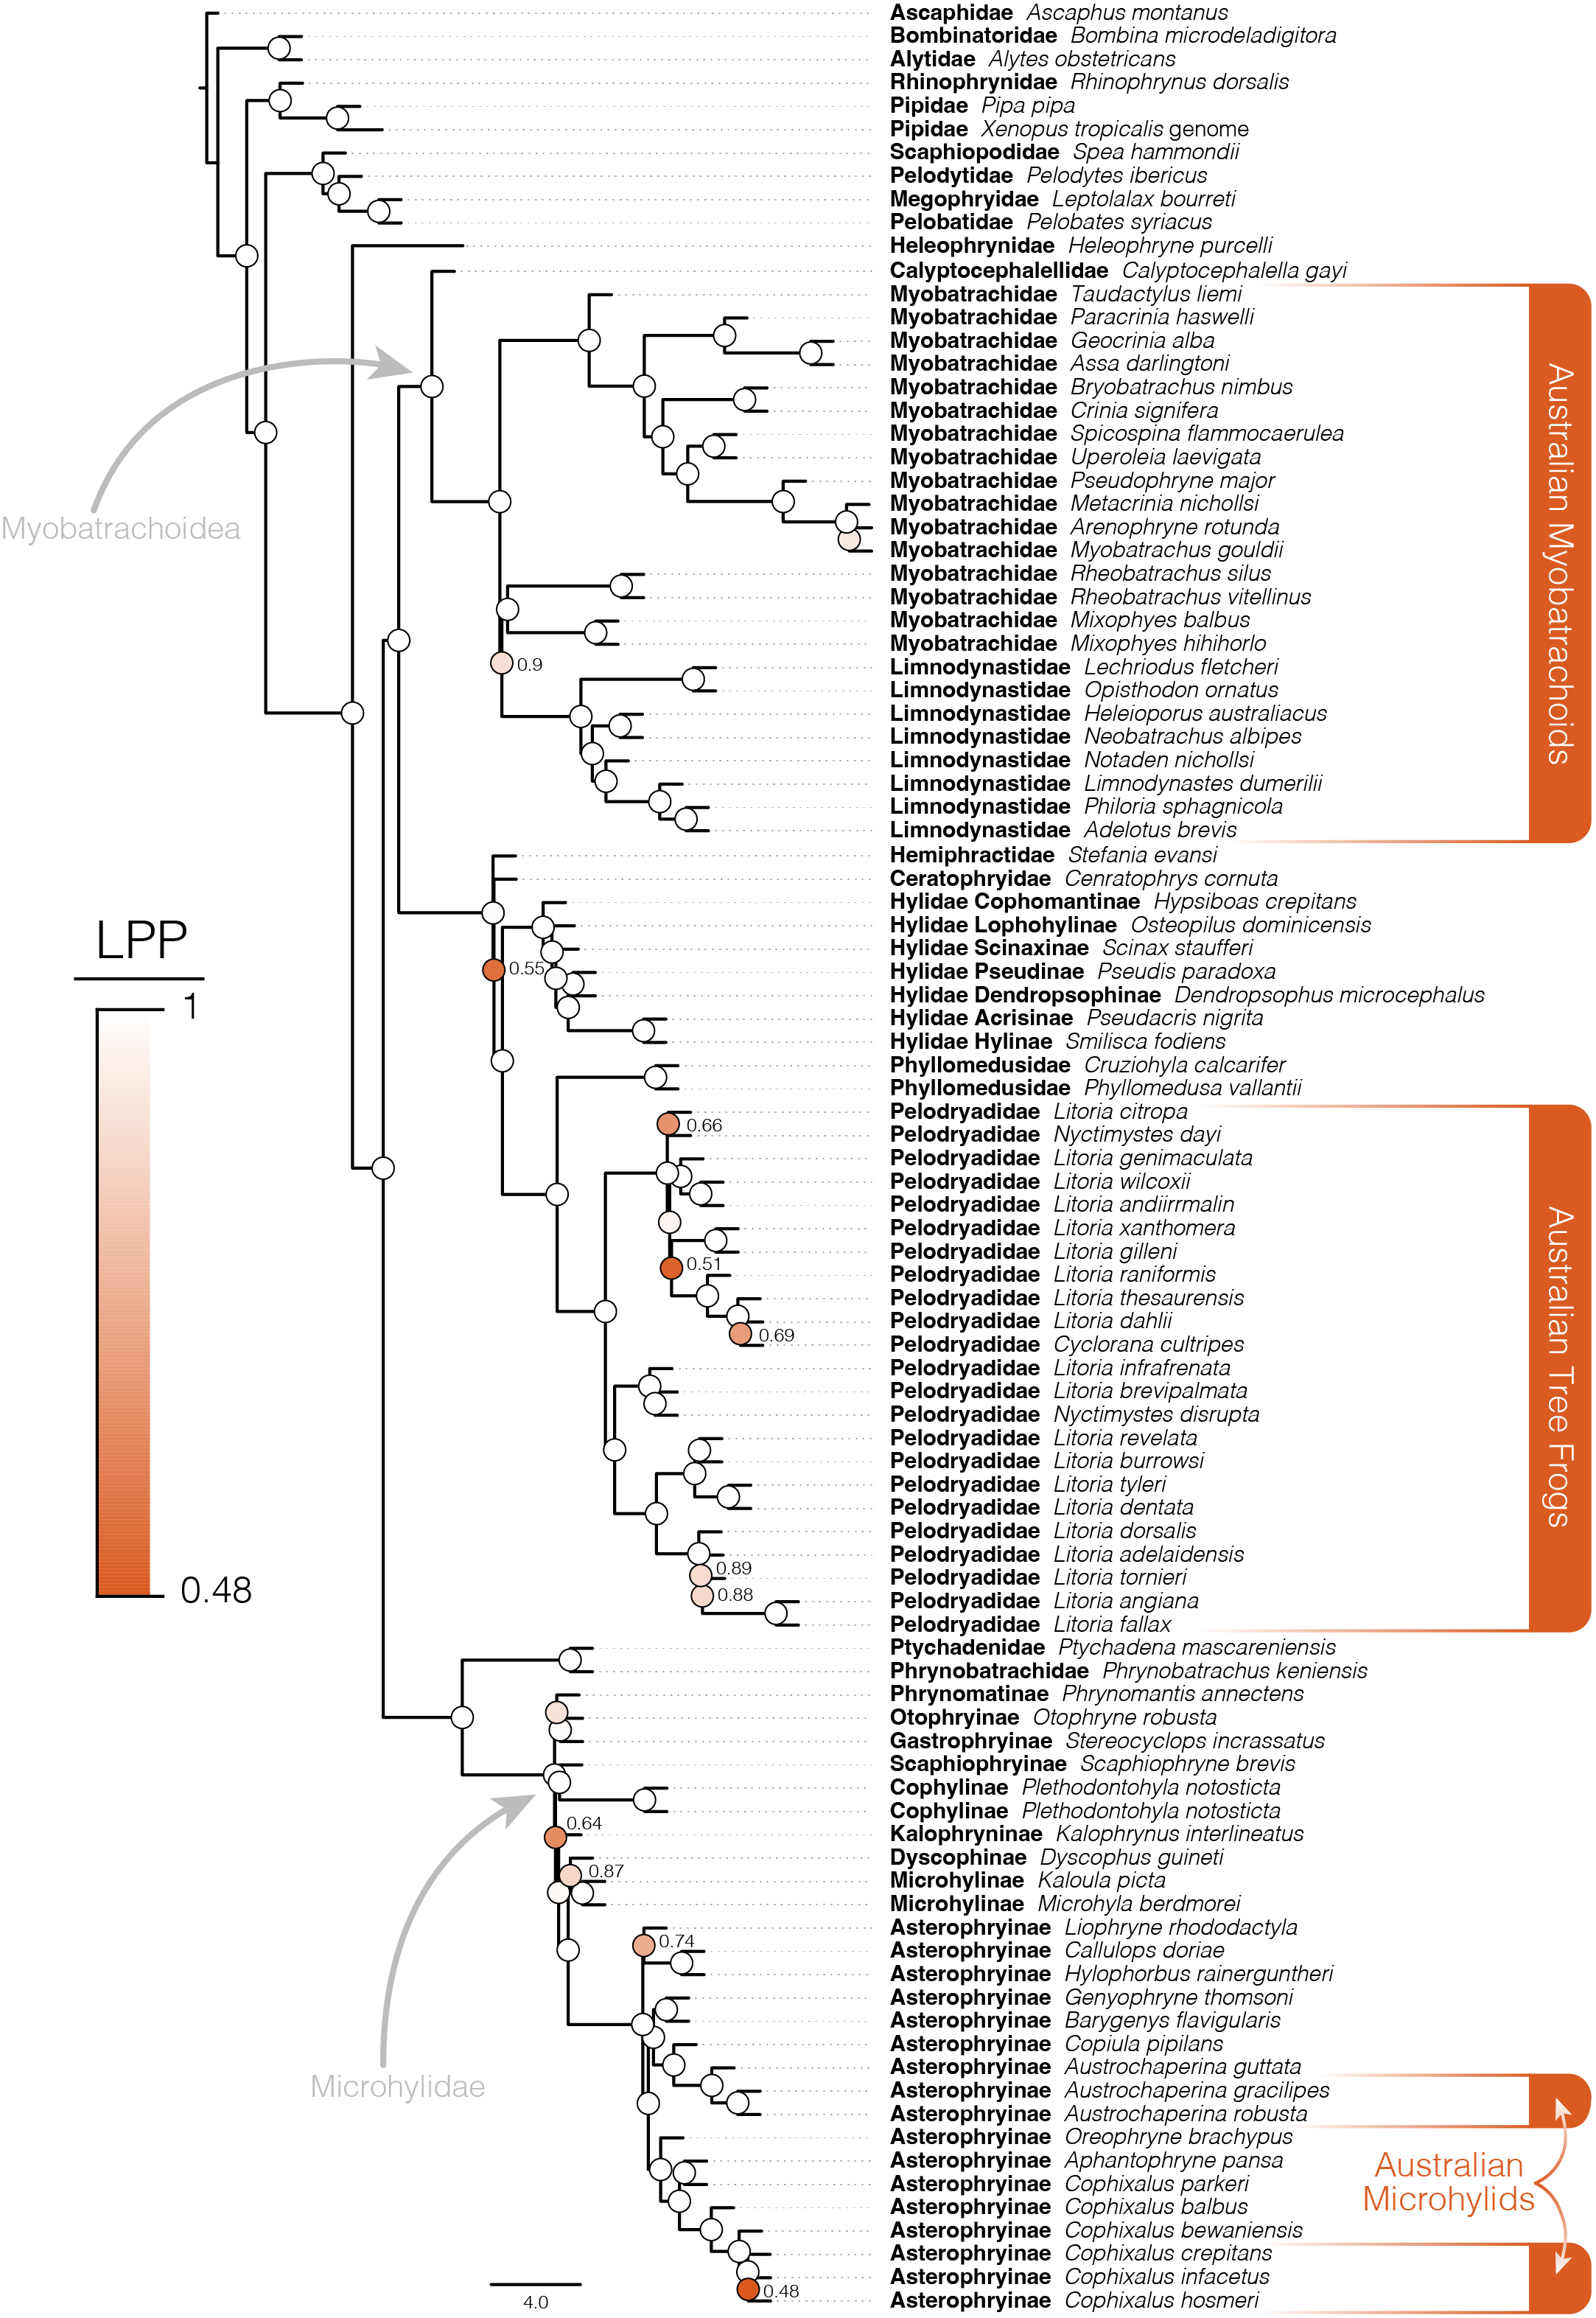 Ascaphidae Ascaphus montanus
Bombinatoridae Bombina microdeladigitora
Alytidae Alytes obstetricans
Rhinophrynidae Rhinophrynus dorsalis
Pipidae Pipa pipa
Pipidae Xenopus tropicalis genome
Scaphiopodidae Spea hammondii
Pelodytidae Pelodytes ibericus
Megophryidae Leptolalax bourreti
Pelobatidae Pelobates syriacus
Heleophrynidae Heleophryne purcelli
Calyptocephalellidae Calyptocephalella gayi
Myobatrachidae Taudactylus liemi
Myobatrachidae Paracrinia haswelli
Myobatrachidae Geocrinia alba
Myobatrachidae Assa darlingtoni
Myobatrachidae Bryobatrachus nimbus
Myobatrachidae Crinia signifera
Myobatrachidae Spicospina flammocaerulea
Myobatrachidae Uperoleia laevigata
Myobatrachidae Pseudophryne major
Myobatrachidae Metacrinia nichollsi
Myobatrachidae Arenophryne rotunda
Myobatrachidae Myobatrachus gouldii
Myobatrachidae Rheobatrachus silus
Myobatrachidae Rheobatrachus vitellinus
Myobatrachidae Mixophyes balbus
Myobatrachidae Mixophyes hihihorlo
Limnodynastidae Lechriodus fletcheri
Limnodynastidae Opisthodon ornatus
Limnodynastidae Heleioporus australiacus
Limnodynastidae Neobatrachus albipes
Limnodynastidae Notaden nichollsi
Limnodynastidae Limnodynastes dumerilii
Limnodynastidae Philoria sphagnicola
Limnodynastidae Adelotus brevis
Hemiphractidae Stefania evansi
Ceratophryidae Cenratophrys cornuta
Hylidae Cophomantinae Hypsiboas crepitans
Hylidae Lophohylinae Osteopilus dominicensis
Hylidae Scinaxinae Scinax staufferi
Hylidae Pseudinae Pseudis paradoxa
Hylidae Dendropsophinae Dendropsophus microcephalus
Hylidae Acrisinae Pseudacris nigrita
Hylidae Hylinae Smilisca fodiens
Phyllomedusidae Cruziohyla calcarifer
Phyllomedusidae Phyllomedusa vallantii
Pelodryadidae Litoria citropa
Pelodryadidae Nyctimystes dayi
Pelodryadidae Litoria genimaculata
Pelodryadidae Litoria wilcoxii
Pelodryadidae Litoria andiirrmalin
Pelodryadidae Litoria xanthomera
Pelodryadidae Litoria gilleni
Pelodryadidae Litoria raniformis
Pelodryadidae Litoria thesaurensis
Pelodryadidae Litoria dahlii
Pelodryadidae Cyclorana cultripes
Pelodryadidae Litoria infrafrenata
Pelodryadidae Litoria brevipalmata
Pelodryadidae Nyctimystes disrupta
Pelodryadidae Litoria revelata
Pelodryadidae Litoria burrowsi
Pelodryadidae Litoria tyleri
Pelodryadidae Litoria dentata
Pelodryadidae Litoria dorsalis
Pelodryadidae Litoria adelaidensis
Pelodryadidae Litoria tornieri
Pelodryadidae Litoria angiana
Pelodryadidae Litoria fallax
Ptychadenidae Ptychadena mascareniensis
Phrynobatrachidae Phrynobatrachus keniensis
Phrynomatinae Phrynomantis annectens
Otophryinae Otophryne robusta
Gastrophryinae Stereocyclops incrassatus
Scaphiophryinae Scaphiophryne brevis
Cophylinae Plethodontohyla notosticta
Cophylinae Plethodontohyla notosticta
Kalophryninae Kalophrynus interlineatus
Dyscophinae Dyscophus guineti
Microhylinae Kaloula picta
Microhylinae Microhyla berdmorei
Asterophryinae Liophryne rhododactyla
Asterophryinae Callulops doriae
Asterophryinae Hylophorbus rainerguntheri
Asterophryinae Genyophryne thomsoni
Asterophryinae Barygenys flavigularis
Asterophryinae Copiula pipilans
Asterophryinae Austrochaperina guttata
Asterophryinae Austrochaperina gracilipes
Asterophryinae Austrochaperina robusta
Asterophryinae Oreophryne brachypus
Asterophryinae Aphantophryne pansa
Asterophryinae Cophixalus parkeri
Asterophryinae Cophixalus balbus
Asterophryinae Cophixalus bewaniensis
Asterophryinae Cophixalus crepitans
Asterophryinae Cophixalus infacetus
Asterophryinae Cophixalus hosmeri
Myobatrachoidea
Microhylidae
LPP
1
0.48
0.9
0.55
0.66
0.51
0.69
0.89
0.88
0.64
0.87
0.74
0.48
4.0
Australian Myobatrachoids
Australian Tree Frogs
Australian
Microhylids